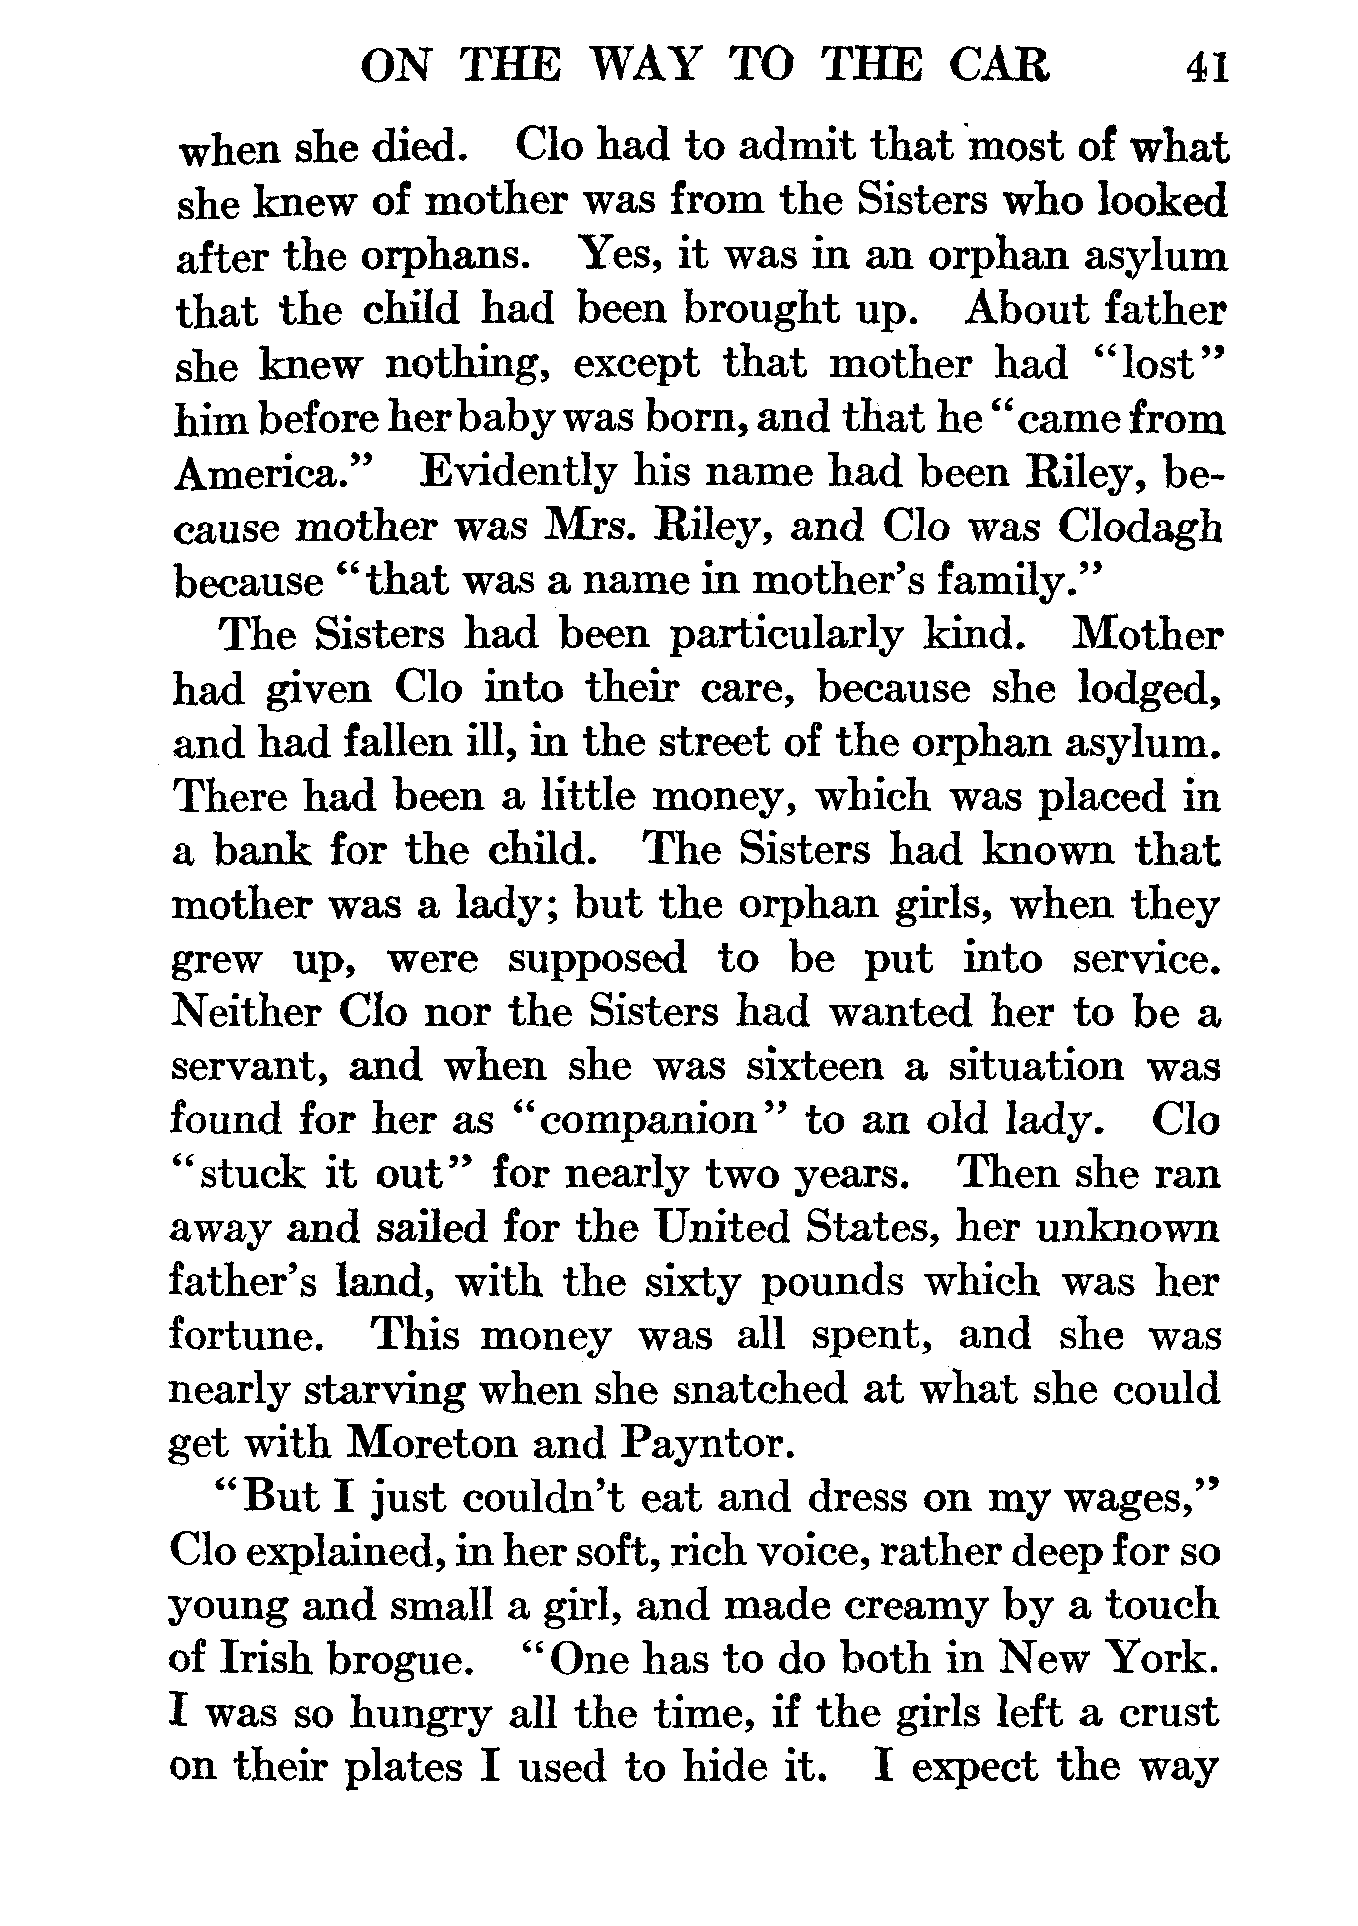 ON THE WAY TO THE CAR 41
when she died. Clo had to admit that most of what
she knew of mother was from the Sisters who looked
after the orphans. Yes, it was in an orphan asylum
that the child had been brought up. About father
she knew nothing, except that mother had "lost"
him before her baby was born, and that he "came from
America." Evidently his name had been Riley, be-
cause mother was Mrs. Riley, and Clo was Clodagh
because "that was a name in mother's family."
The Sisters had been particularly kind. Mother
had given Clo into their care, because she lodged,
and had fallen ill, in the street of the orphan asylum.
There had been a little money, which was placed in
a bank for the child. The Sisters had known that
mother was a lady; but the orphan girls, when they
grew up, were supposed to be put into service.
Neither Clo nor the Sisters had wanted her to be a
servant, and when she was sixteen a situation was
found for her as "companion" to an old lady. Clo
"stuck it out" for nearly two years. Then she ran
away and sailed for the United States, her unknown
father's land, with the sixty pounds which was her
fortune. This money was all spent, and she was
nearly starving when she snatched at what she could
get with Moreton and Payntor.
"But I just couldn't eat and dress on my wages,"
Clo explained, in her soft, rich voice, rather deep for so
young and small a girl, and made creamy by a touch
of Irish brogue. "One has to do both in New York.
I was so hungry all the time, if the girls left a crust
on their plates I used to hide it. I expect the way